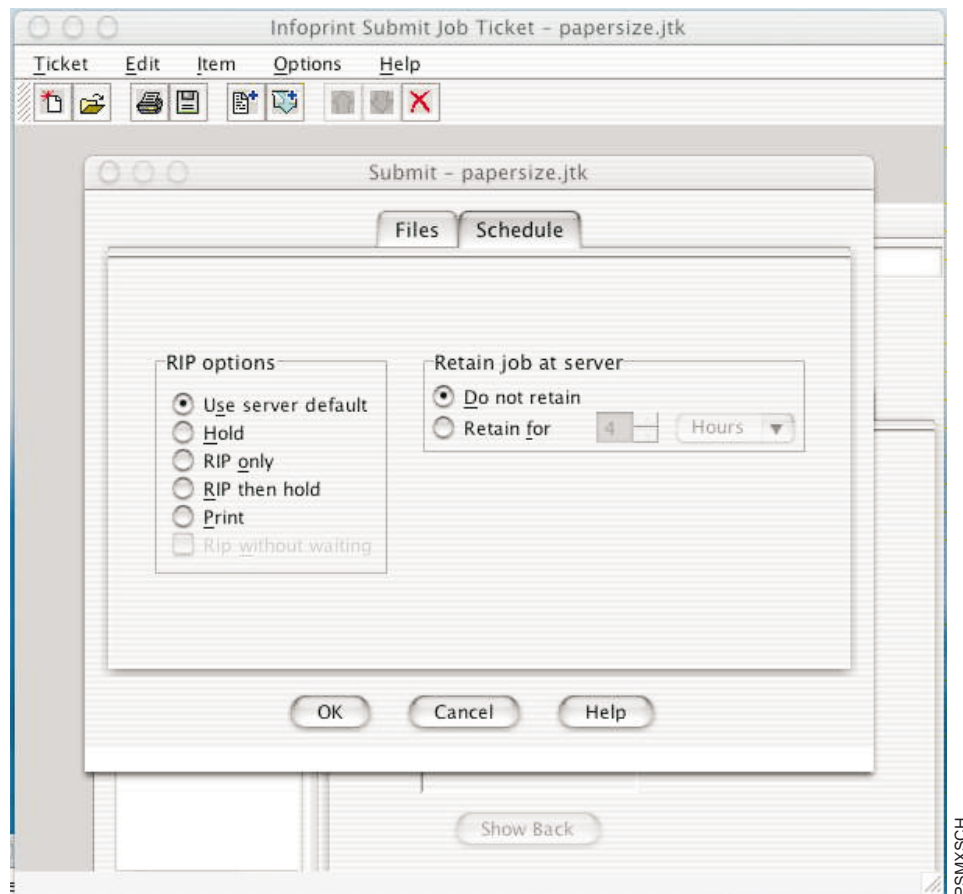 Infoprint Submit Job Ticket – papersize.jtk
Ticket Edit Item Options Help
Submit – papersize.jtk
Files Schedule
RIP options
Use server default
Hold
RIP only
RIP then hold
Print
Rip without waiting
Retain job at server
Do not retain
Retain for 4 Hours
OK Cancel Help
Show Back